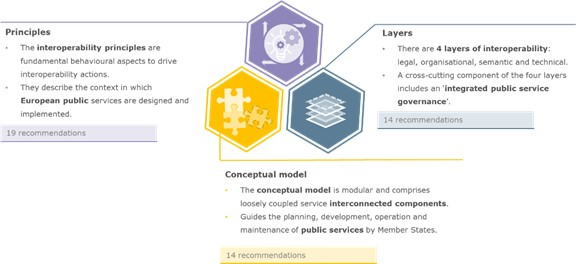 Principles
• The interoperability principles are
fundamental behavioural aspects to drive
interoperability actions.
• They describe the context in which
European public services are designed and
implemented.
19 recommendations
Layers
• There are 4 layers of interoperability:
legal, organisational, semantic and technical.
• A cross-cutting component of the four layers
includes an 'integrated public service
governance'.
14 recommendations
Conceptual model
• The conceptual model is modular and comprises
loosely coupled service interconnected components.
• Guides the planning, development, operation and
maintenance of public services by Member States.
14 recommendations